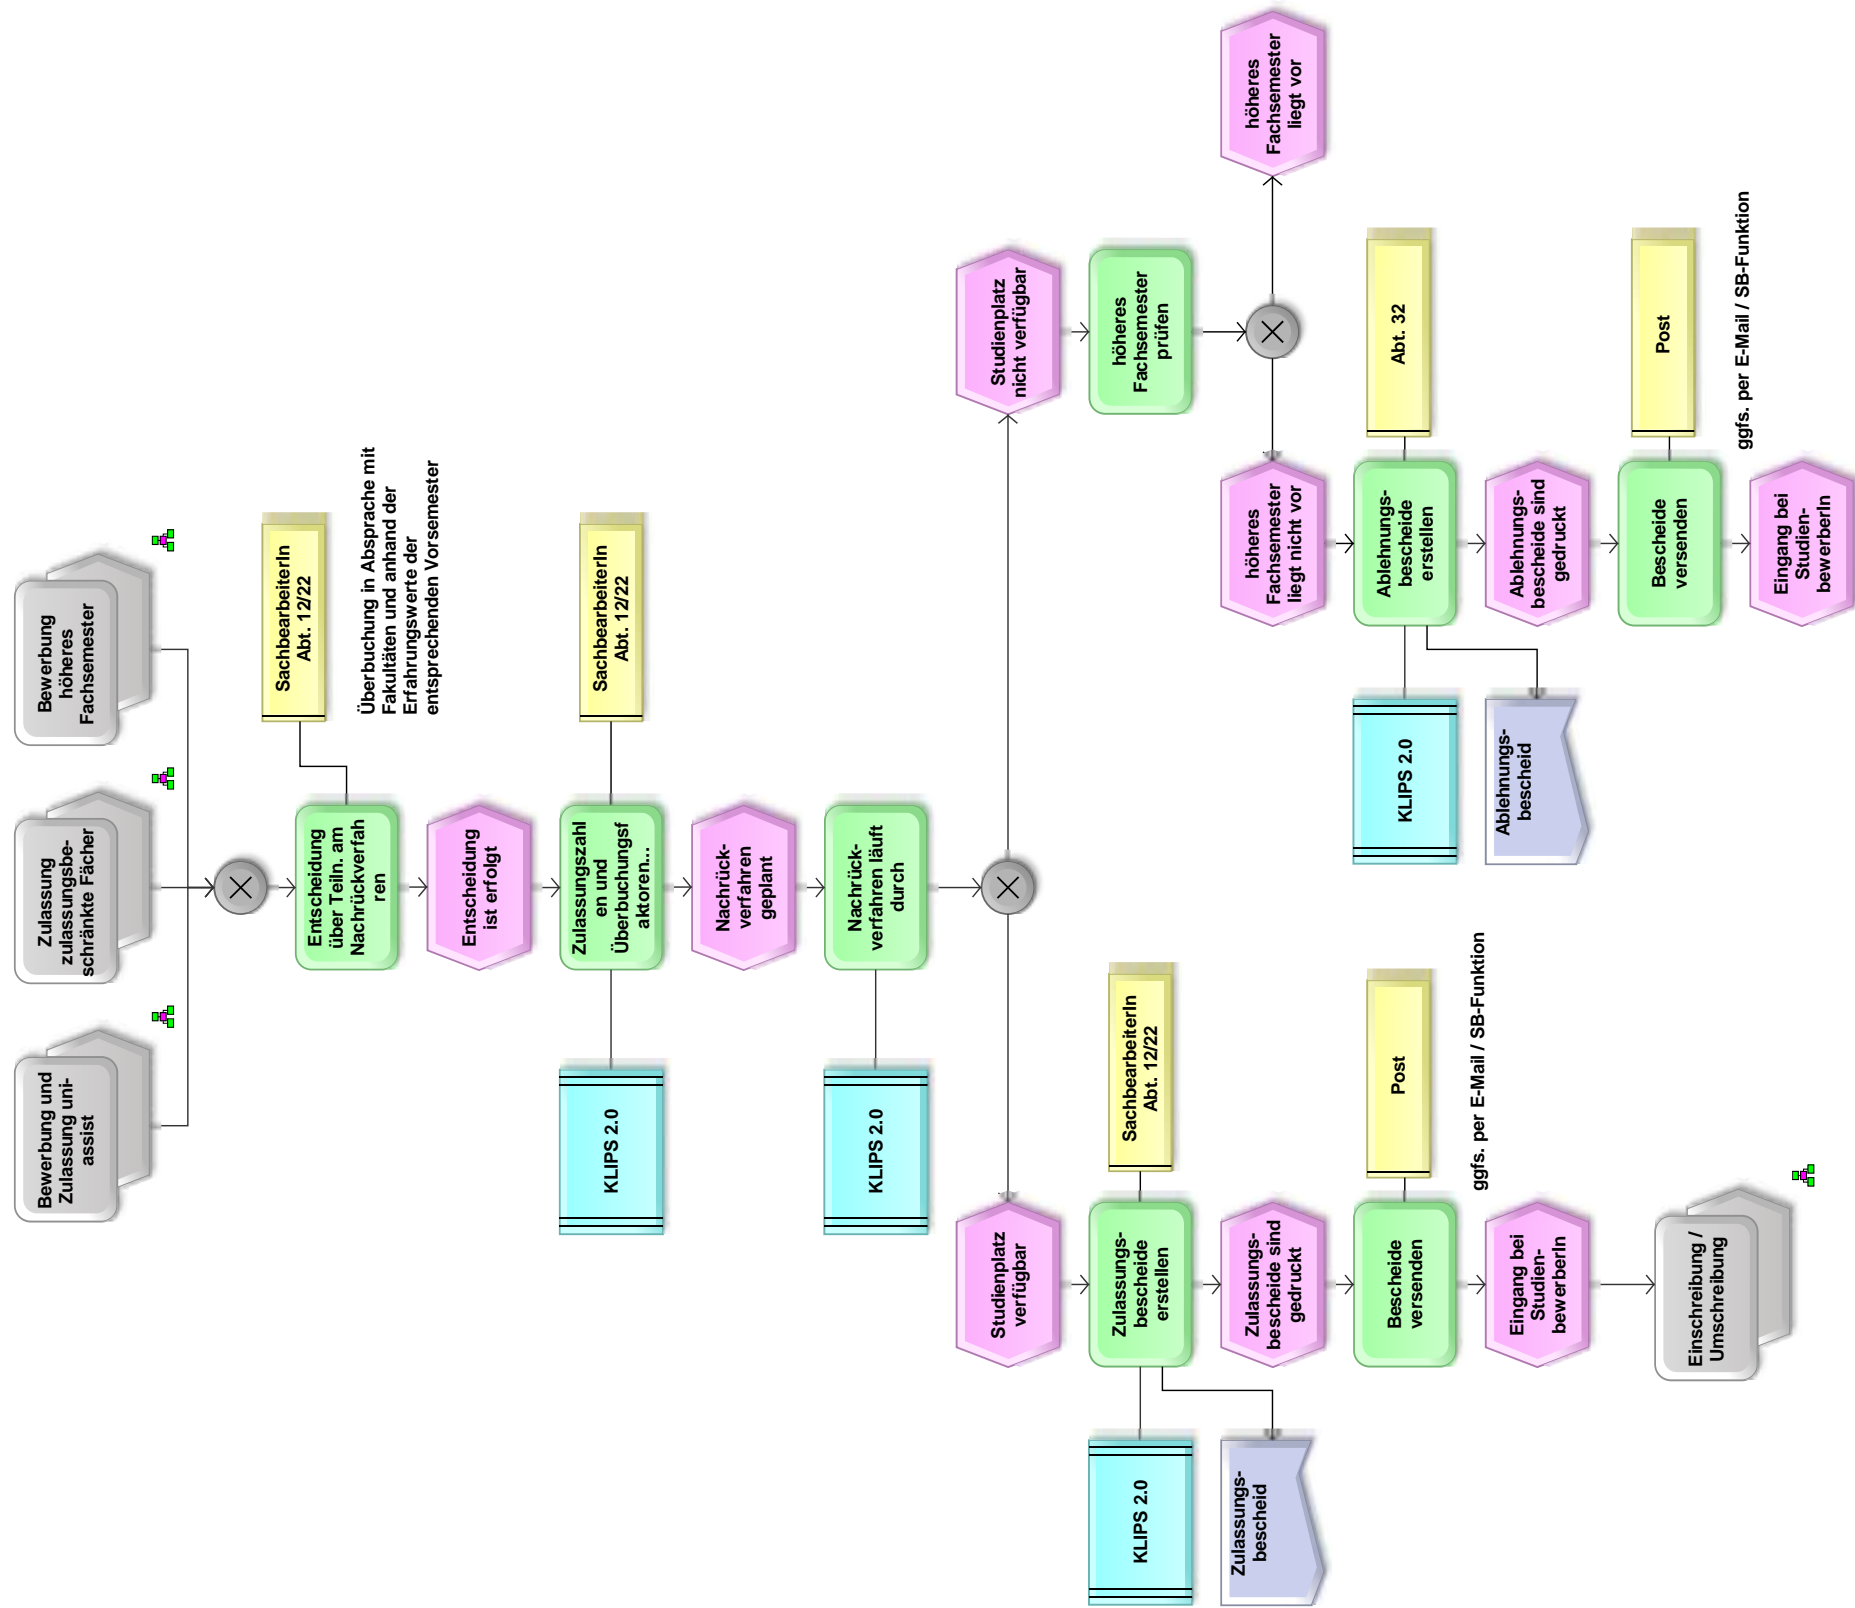 Bewerbung und
Zulassung uni-
assist
Zulassung
zulassungsbe-
schränkte Fächer
Bewerbung
höheres
Fachsemester
Entscheidung
über Teiln. am
Nachrückverfah
ren
SachbearbeiterIn
Abt. 12/22
Überbuchung in Absprache mit
Fakultäten und anhand der
Erfahrungswerte der
entsprechenden Vorsemester
Entscheidung
ist erfolgt
KLIPS 2.0
Zulassungszahl
en und
Überbuchungsf
aktoren...
SachbearbeiterIn
Abt. 12/22
Nachrück-
verfahren
geplant
KLIPS 2.0
Nachrück-
verfahren läuft
durch
Studienplatz
verfügbar
Studienplatz
nicht verfügbar
KLIPS 2.0
Zulassungs-
bescheide
erstellen
SachbearbeiterIn
Abt. 12/22
höheres
Fachsemester
prüfen
Zulassungs-
bescheid
Zulassungs-
bescheide sind
gedruckt
höheres
Fachsemester
liegt nicht vor
höheres
Fachsemester
liegt vor
Bescheide
versenden
Post
KLIPS 2.0
Ablehnungs-
bescheide
erstellen
Abt. 32
ggfs. per E-Mail / SB-Funktion
Eingang bei
Studien-
bewerberIn
Ablehnungs-
bescheid
Ablehnungs-
bescheide sind
gedruckt
Einschreibung /
Umschreibung
Bescheide
versenden
Post
ggfs. per E-Mail / SB-Funktion
Eingang bei
Studien-
bewerberIn